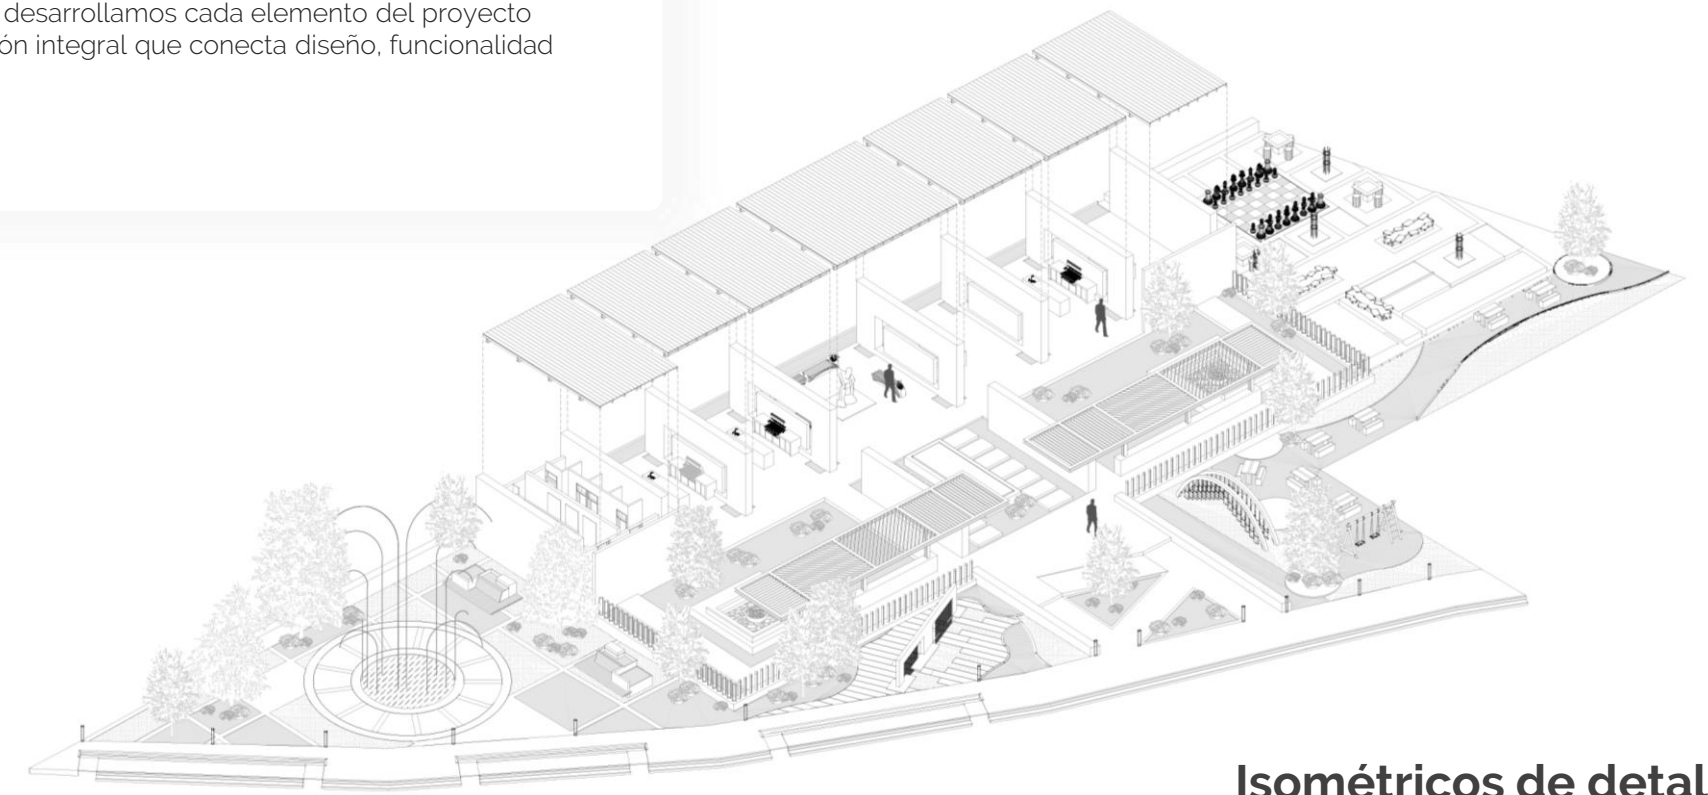 desarrollamos cada elemento del proyecto
ón integral que conecta diseño, funcionalidad
Isométricos de detal